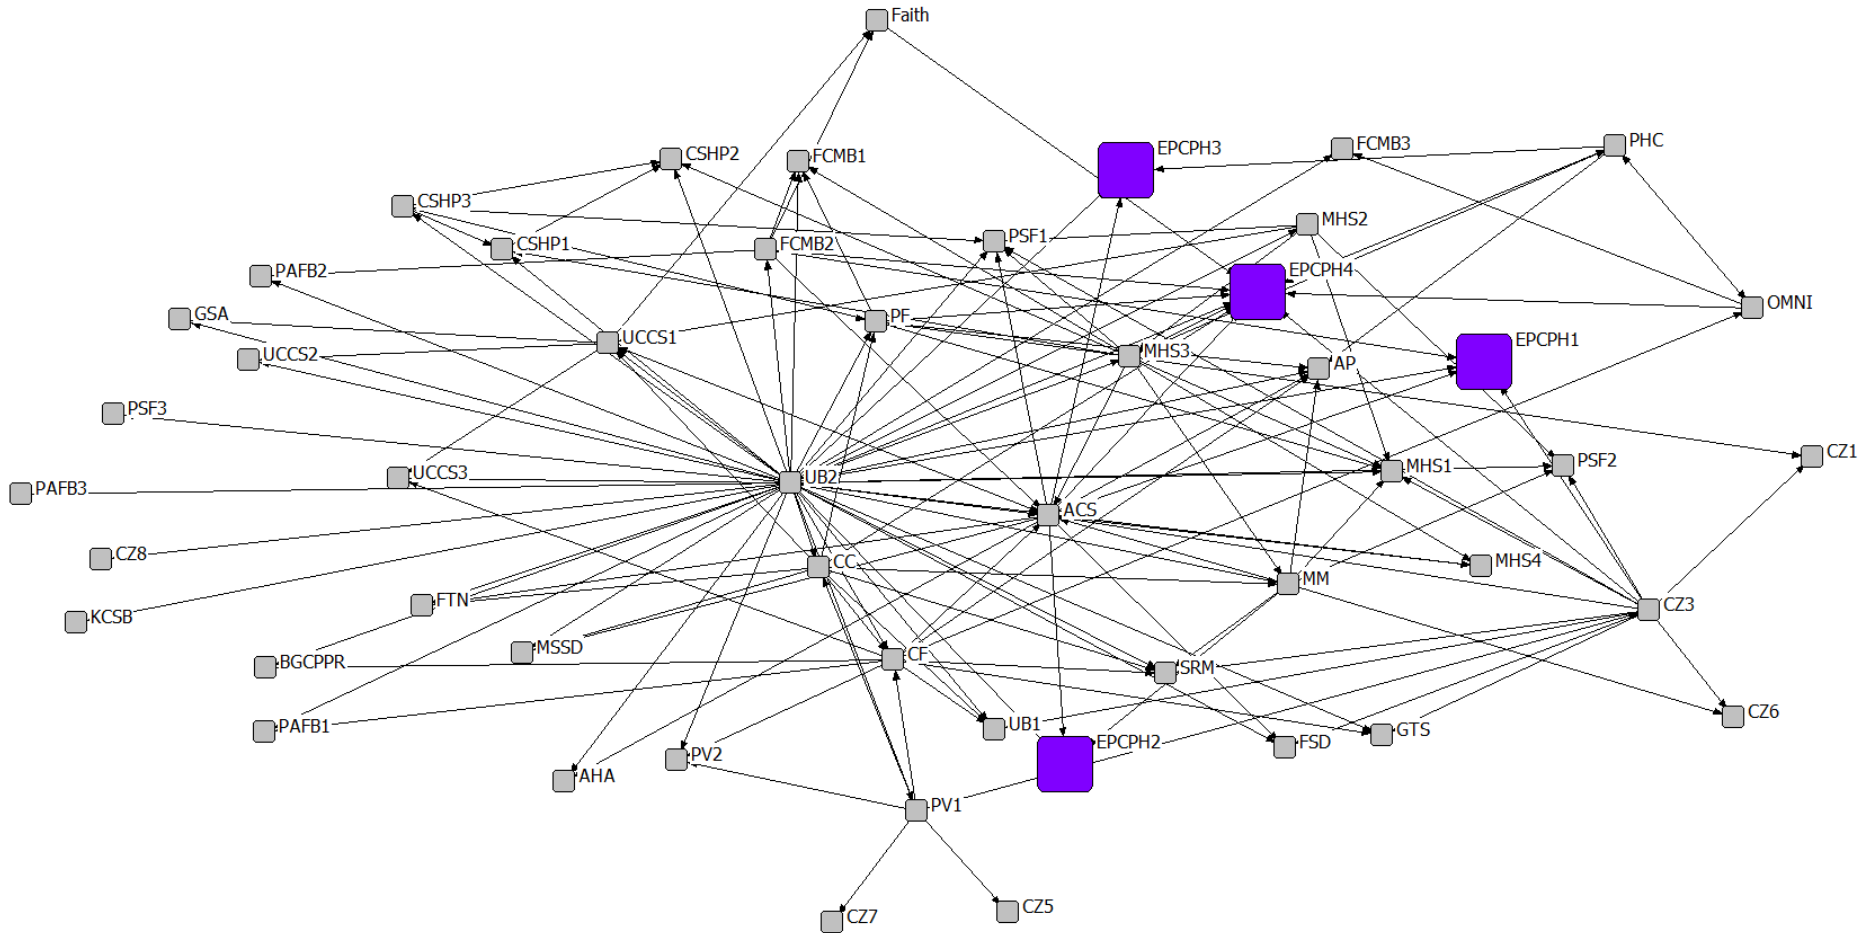 Faith
CSHP2
FCMB1
EPCPH3
FCMB3
PHC
CSHP3
CSHP1
FCMB2
PSF1
MHS2
PAFB2
EPCPH4
OMNI
GSA
PF
UCCS1
UCCS2
MHS3
AP
EPCPH1
PSF3
UCCS3
UB2
MHS1
PSF2
CZ1
PAFB3
ACS
CZ8
CC
MHS4
MM
KCSB
FTN
CZ3
BGCPPR
MSSD
CF
SRM
PAFB1
UB1
EPCPH2
FSD
GTS
CZ6
AHA
PV2
PV1
CZ7
CZ5